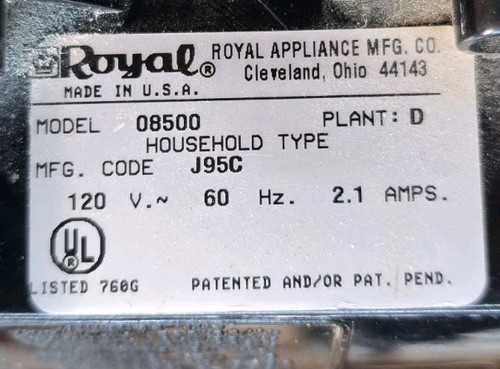 Royal® ROYAL APPLIANCE MFG. CO.
Cleveland, Ohio 44143
MADE IN U.S.A.
MODEL 08500 PLANT: D
HOUSEHOLD TYPE
MFG. CODE J95C
120 V.~ 60 Hz. 2.1 AMPS.
UL
LISTED 760G PATENTED AND/OR PAT. PEND.